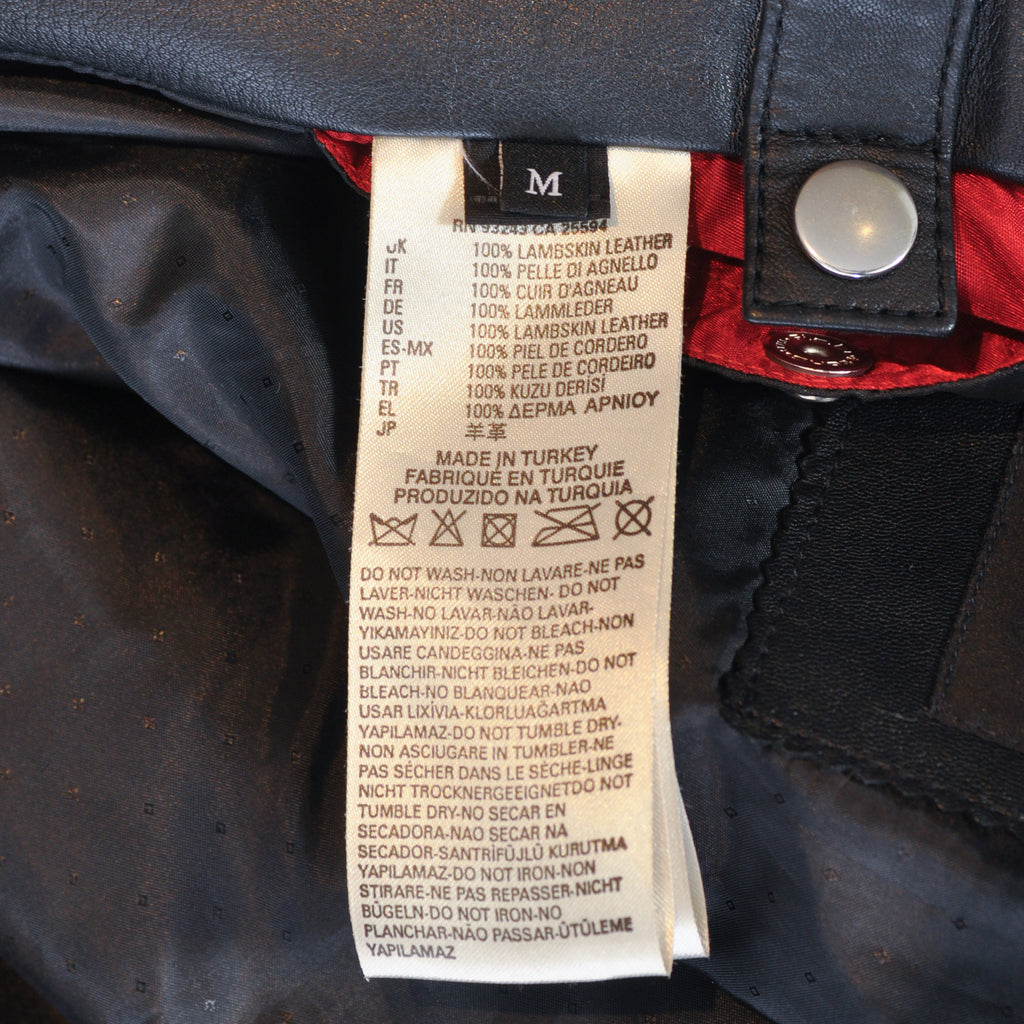 M
CA 25594
UK 100% LAMBSKIN LEATHER
IT 100% PELLE DI AGNELLO
FR 100% CUIR D'AGNEAU
DE 100% LAMMLEDER
US 100% LAMBSKIN LEATHER
ES-MX 100% PIEL DE CORDERO
PT 100% PELE DE CORDEIRO
TR 100% KUZU DERİSİ
EL 100% ΔΕΡΜΑ ΑΡΝΙΟΥ
JP 羊革
MADE IN TURKEY
FABRIQUÉ EN TURQUIE
PRODUZIDO NA TURQUIA
DO NOT WASH-NON LAVARE-NE PAS
LAVER-NICHT WASCHEN- DO NOT
WASH-NO LAVAR-NÃO LAVAR-
YIKAMAYINIZ-DO NOT BLEACH-NON
USARE CANDEGGINA-NE PAS
BLANCHIR-NICHT BLEICHEN-DO NOT
BLEACH-NO BLANQUEAR-NÃO
USAR LIXÍVIA-KLORLUAĞARTMA
YAPILAMAZ-DO NOT TUMBLE DRY-
NON ASCIUGARE IN TUMBLER-NE
PAS SÉCHER DANS LE SÈCHE-LINGE
NICHT TROCKNERGEEIGNETDO NOT
TUMBLE DRY-NO SECAR EN
SECADORA-NAO SECAR NA
SECADOR-SANTRİFÜJLÜ KURUTMA
YAPILAMAZ-DO NOT IRON-NON
STIRARE-NE PAS REPASSER-NICHT
BÜGELN-DO NOT IRON-NO
PLANCHAR-NÃO PASSAR-ÜTÜLEME
YAPILAMAZ